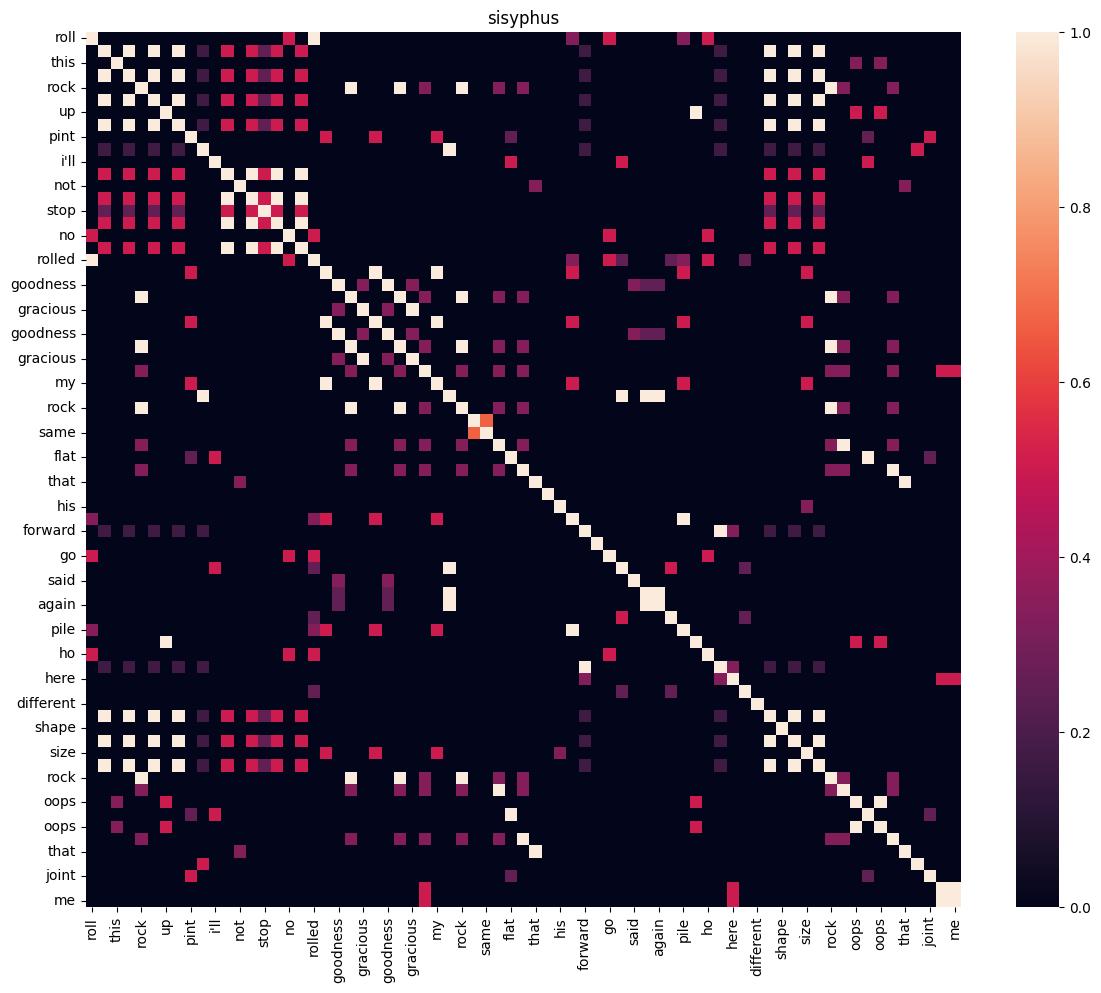 sisyphus
roll
this
rock
up
pint
i'll
not
stop
no
rolled
goodness
gracious
goodness
gracious
my
rock
same
flat
that
his
forward
go
said
again
pile
ho
here
different
shape
size
rock
oops
oops
that
joint
me
roll
this
rock
up
pint
i'll
not
stop
no
rolled
goodness
gracious
goodness
gracious
my
rock
same
flat
that
his
forward
go
said
again
pile
ho
here
different
shape
size
rock
oops
oops
that
joint
me
1.0
0.8
0.6
0.4
0.2
0.0